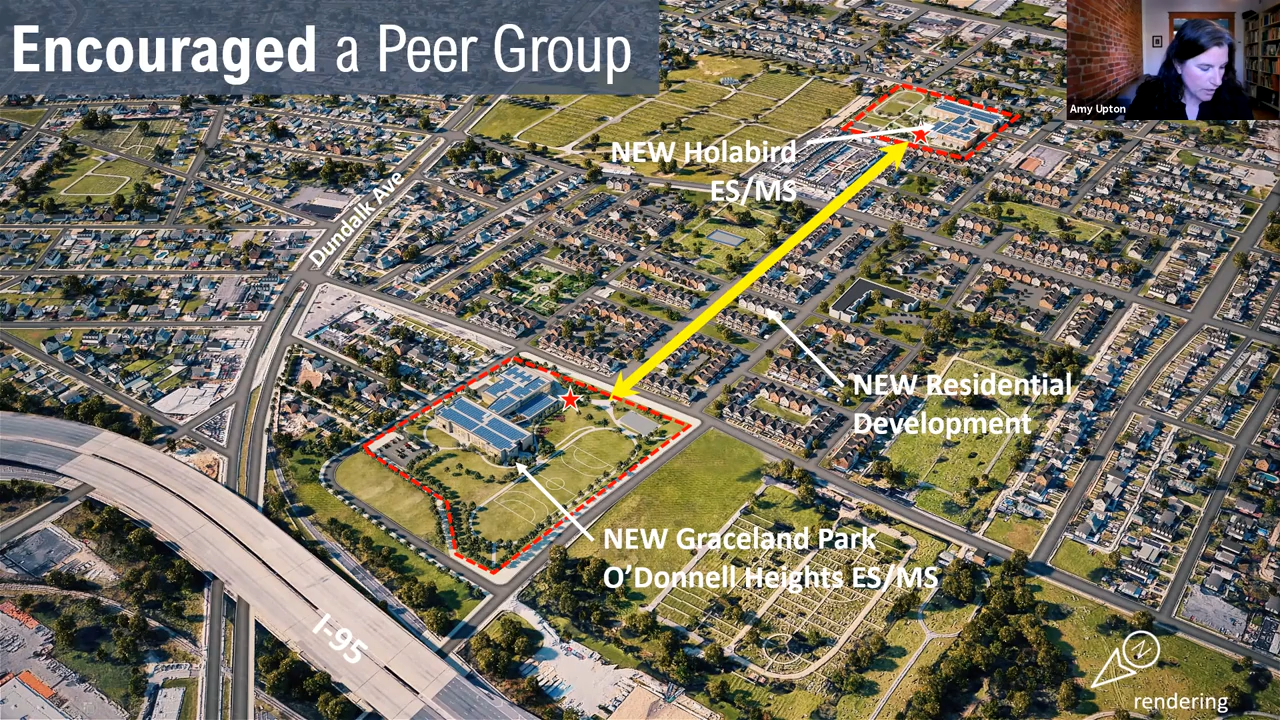 Encouraged a Peer Group
Amy Upton
NEW Holabird
ES/MS
Dundalk Ave
NEW Residential
Development
NEW Graceland Park
O'Donnell Heights ES/MS
I-95
N
rendering